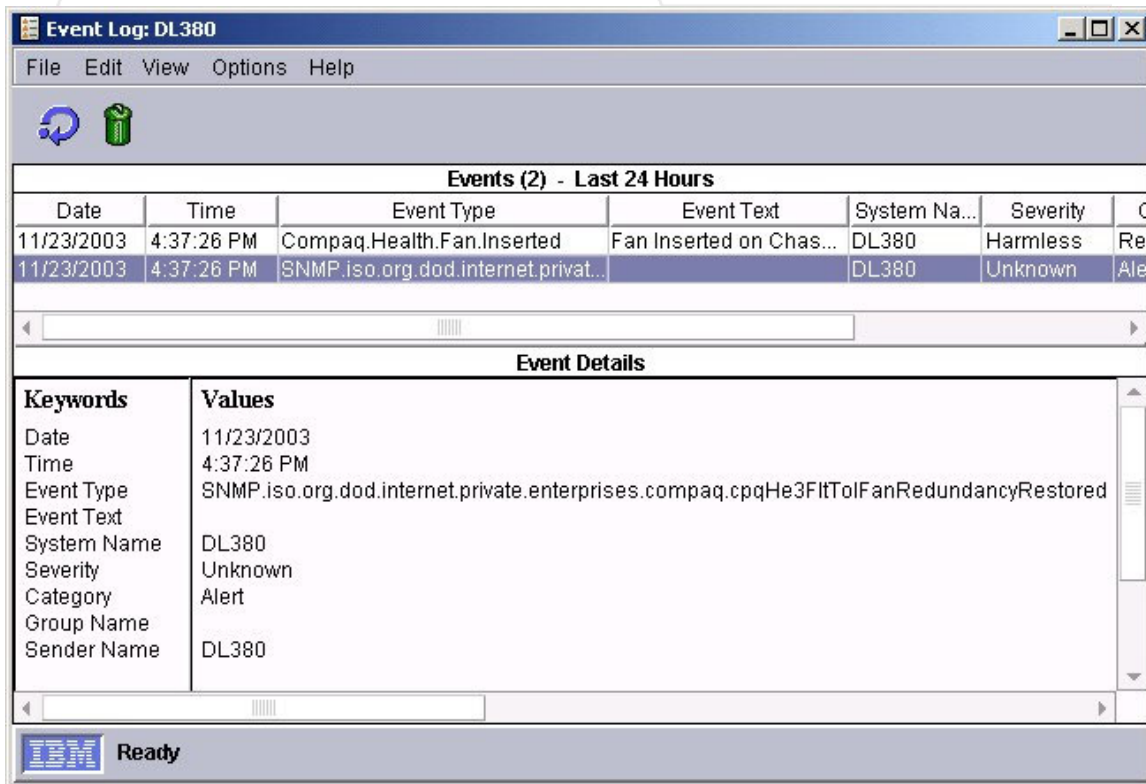 Event Log: DL380
File Edit View Options Help
Events (2) - Last 24 Hours
Date Time Event Type Event Text System Na... Severity C
11/23/2003 4:37:26 PM Compaq.Health.Fan.Inserted Fan Inserted on Chas... DL380 Harmless Re
11/23/2003 4:37:26 PM SNMP.iso.org.dod.internet.privat... DL380 Unknown Ale
Event Details
Keywords Values
Date 11/23/2003
Time 4:37:26 PM
Event Type SNMP.iso.org.dod.internet.private.enterprises.compaq.cpqHe3FltTolFanRedundancyRestored
Event Text
System Name DL380
Severity Unknown
Category Alert
Group Name
Sender Name DL380
IBM Ready